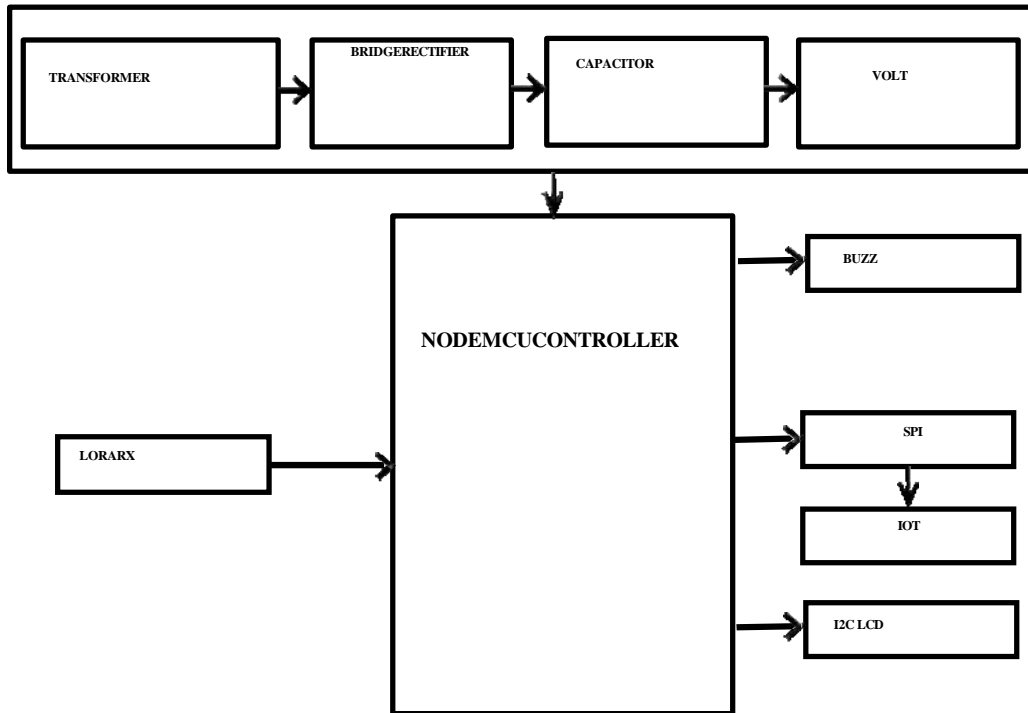 TRANSFORMER
BRIDGERECTIFIER
CAPACITOR
VOLT
BUZZ
NODEMCUCONTROLLER
SPI
LORARX
IOT
I2C LCD